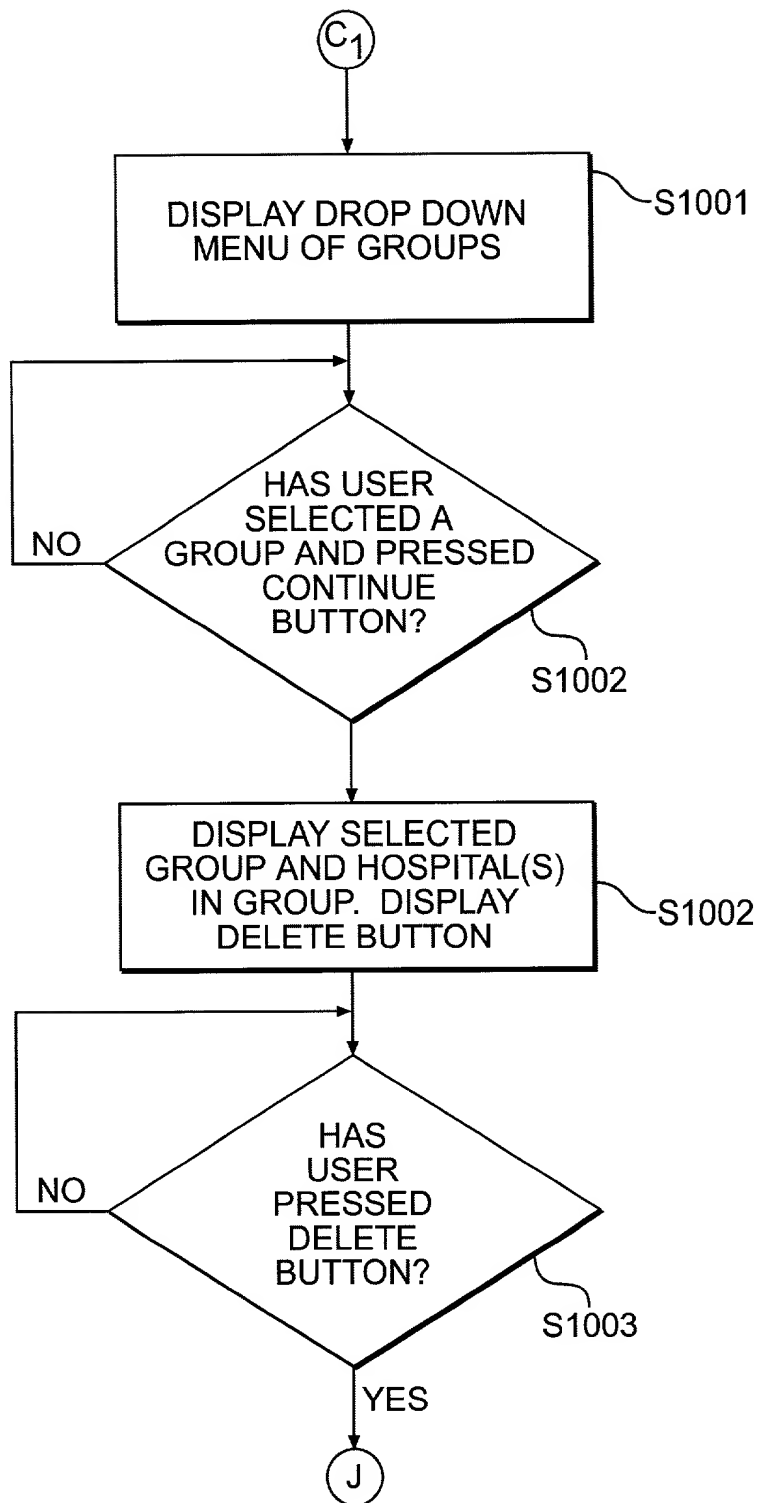 C1
DISPLAY DROP DOWN
MENU OF GROUPS
S1001
HAS USER
SELECTED A
GROUP AND PRESSED
CONTINUE
BUTTON?
NO
S1002
DISPLAY SELECTED
GROUP AND HOSPITAL(S)
IN GROUP. DISPLAY
DELETE BUTTON
S1002
HAS
USER
PRESSED
DELETE
BUTTON?
NO
S1003
YES
J